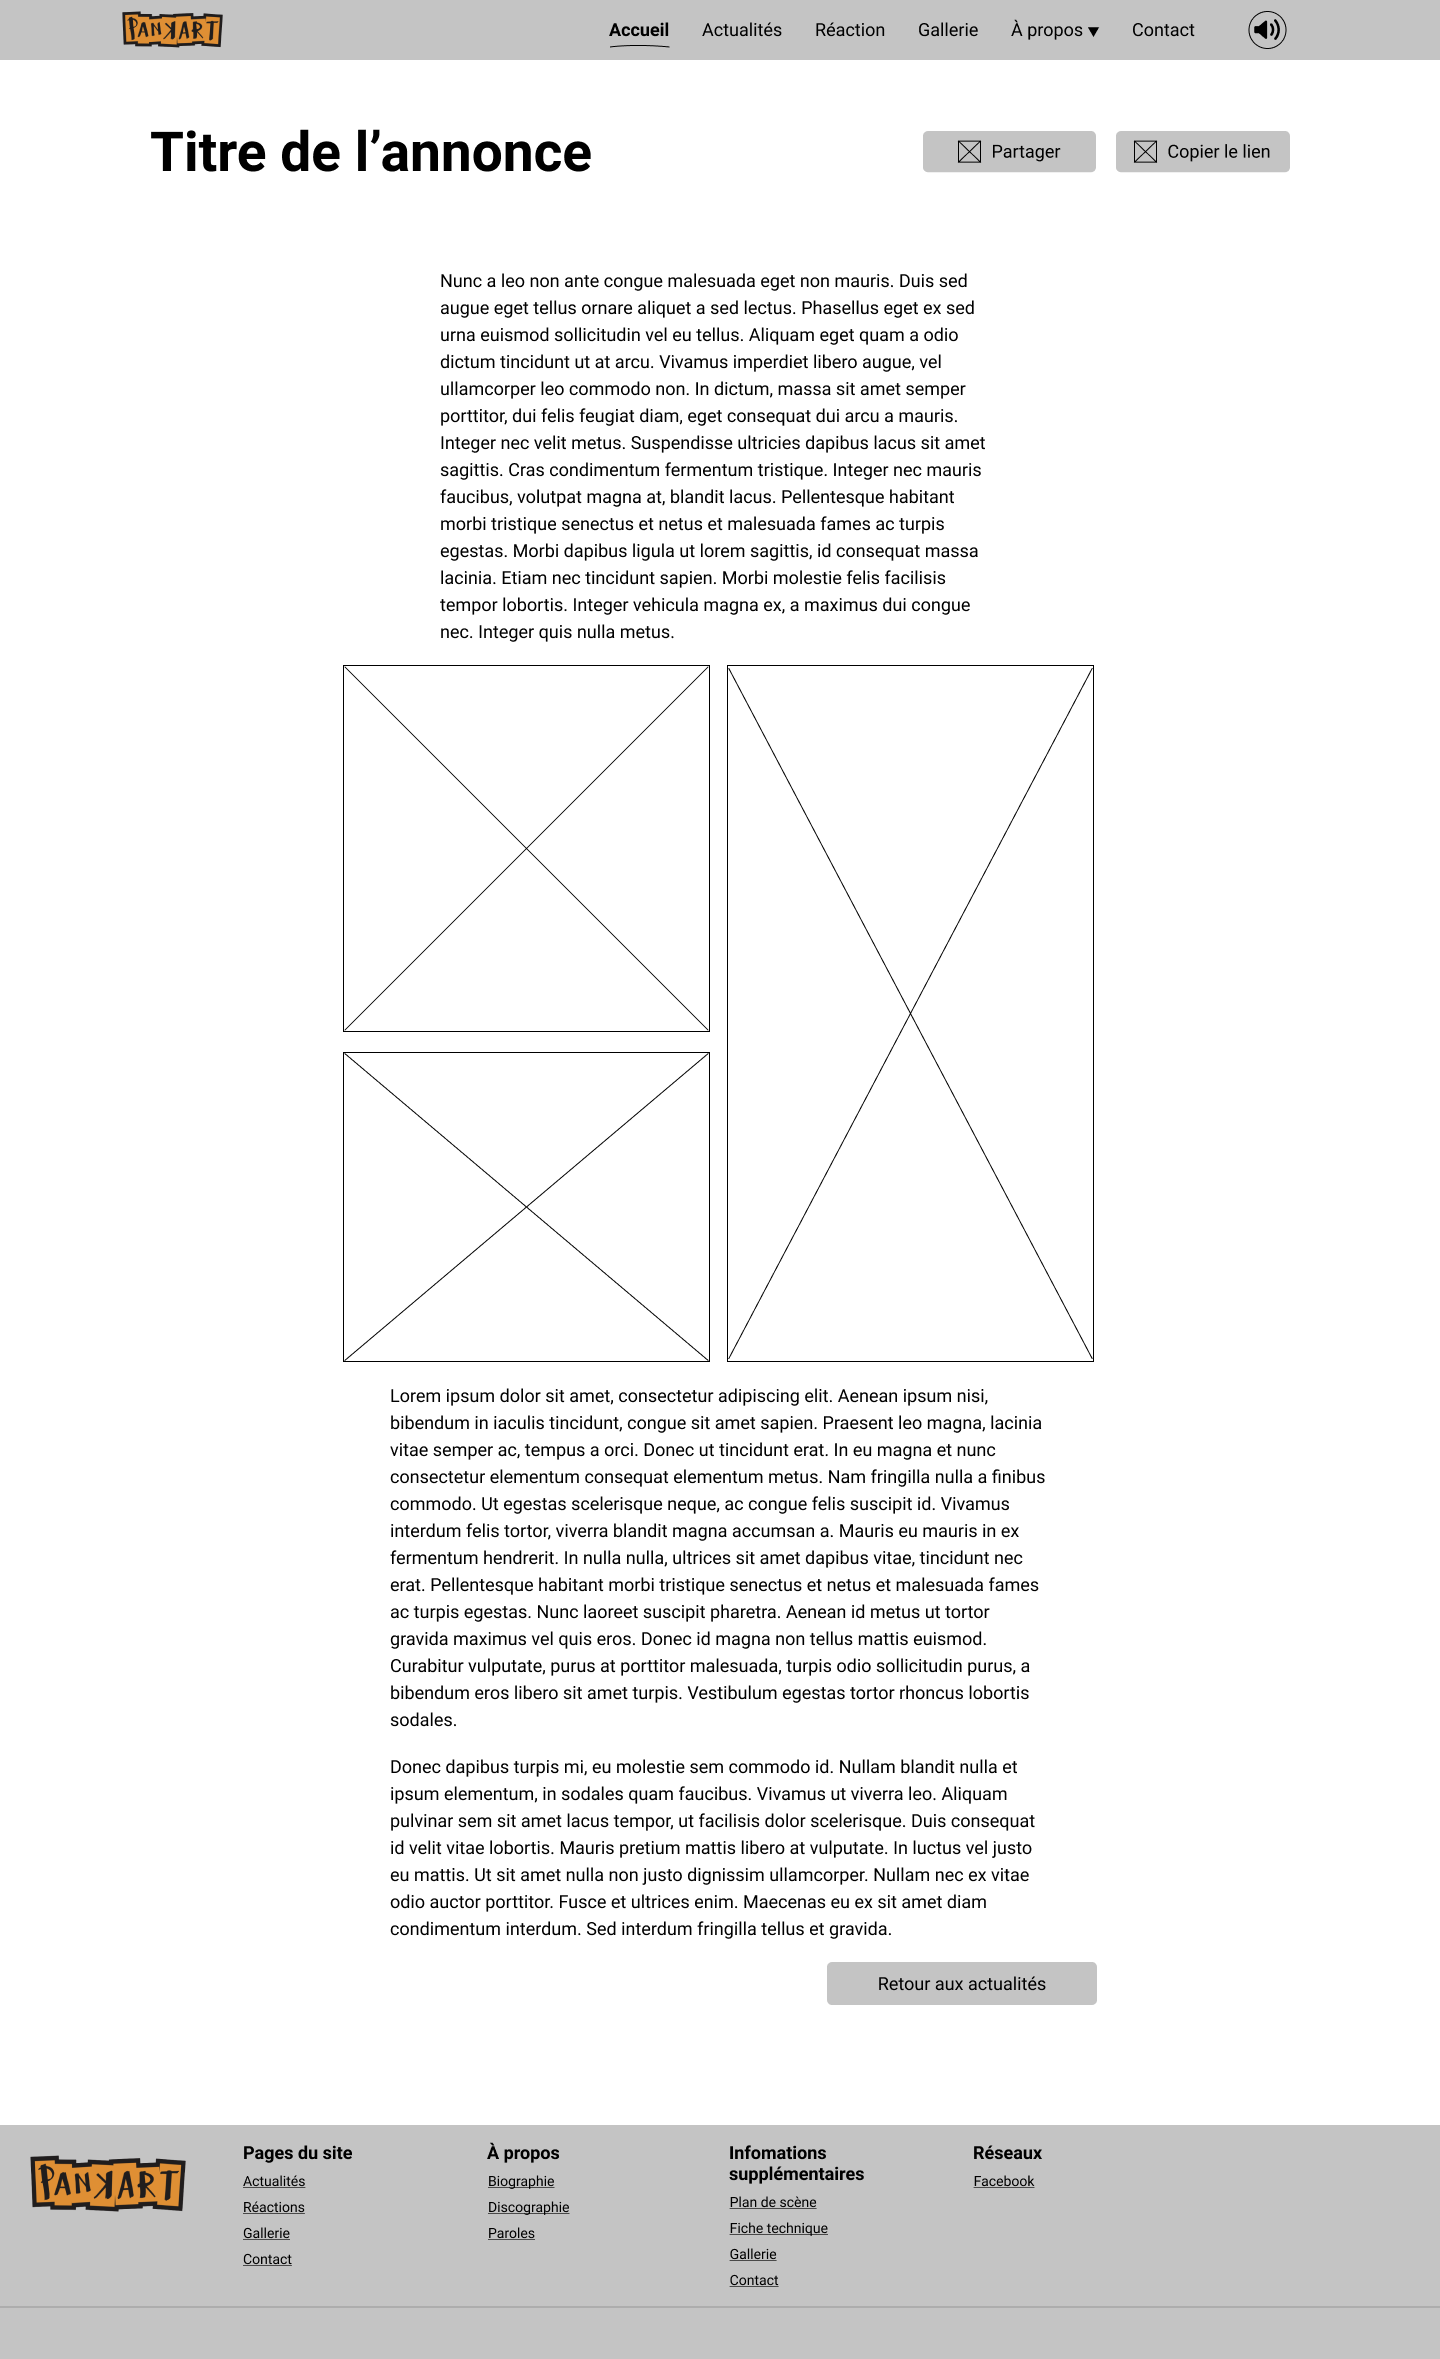 PANKART
Accueil Actualités Réaction Gallerie À propos ▼ Contact
Titre de l’annonce
Partager
Copier le lien
Nunc a leo non ante congue malesuada eget non mauris. Duis sed
augue eget tellus ornare aliquet a sed lectus. Phasellus eget ex sed
urna euismod sollicitudin vel eu tellus. Aliquam eget quam a odio
dictum tincidunt ut at arcu. Vivamus imperdiet libero augue, vel
ullamcorper leo commodo non. In dictum, massa sit amet semper
porttitor, dui felis feugiat diam, eget consequat dui arcu a mauris.
Integer nec velit metus. Suspendisse ultricies dapibus lacus sit amet
sagittis. Cras condimentum fermentum tristique. Integer nec mauris
faucibus, volutpat magna at, blandit lacus. Pellentesque habitant
morbi tristique senectus et netus et malesuada fames ac turpis
egestas. Morbi dapibus ligula ut lorem sagittis, id consequat massa
lacinia. Etiam nec tincidunt sapien. Morbi molestie felis facilisis
tempor lobortis. Integer vehicula magna ex, a maximus dui congue
nec. Integer quis nulla metus.
Lorem ipsum dolor sit amet, consectetur adipiscing elit. Aenean ipsum nisi,
bibendum in iaculis tincidunt, congue sit amet sapien. Praesent leo magna, lacinia
vitae semper ac, tempus a orci. Donec ut tincidunt erat. In eu magna et nunc
consectetur elementum consequat elementum metus. Nam fringilla nulla a finibus
commodo. Ut egestas scelerisque neque, ac congue felis suscipit id. Vivamus
interdum felis tortor, viverra blandit magna accumsan a. Mauris eu mauris in ex
fermentum hendrerit. In nulla nulla, ultrices sit amet dapibus vitae, tincidunt nec
erat. Pellentesque habitant morbi tristique senectus et netus et malesuada fames
ac turpis egestas. Nunc laoreet suscipit pharetra. Aenean id metus ut tortor
gravida maximus vel quis eros. Donec id magna non tellus mattis euismod.
Curabitur vulputate, purus at porttitor malesuada, turpis odio sollicitudin purus, a
bibendum eros libero sit amet turpis. Vestibulum egestas tortor rhoncus lobortis
sodales.
Donec dapibus turpis mi, eu molestie sem commodo id. Nullam blandit nulla et
ipsum elementum, in sodales quam faucibus. Vivamus ut viverra leo. Aliquam
pulvinar sem sit amet lacus tempor, ut facilisis dolor scelerisque. Duis consequat
id velit vitae lobortis. Mauris pretium mattis libero at vulputate. In luctus vel justo
eu mattis. Ut sit amet nulla non justo dignissim ullamcorper. Nullam nec ex vitae
odio auctor porttitor. Fusce et ultrices enim. Maecenas eu ex sit amet diam
condimentum interdum. Sed interdum fringilla tellus et gravida.
Retour aux actualités
PANKART
Pages du site
Actualités
Réactions
Gallerie
Contact
À propos
Biographie
Discographie
Paroles
Infomations
supplémentaires
Plan de scène
Fiche technique
Gallerie
Contact
Réseaux
Facebook